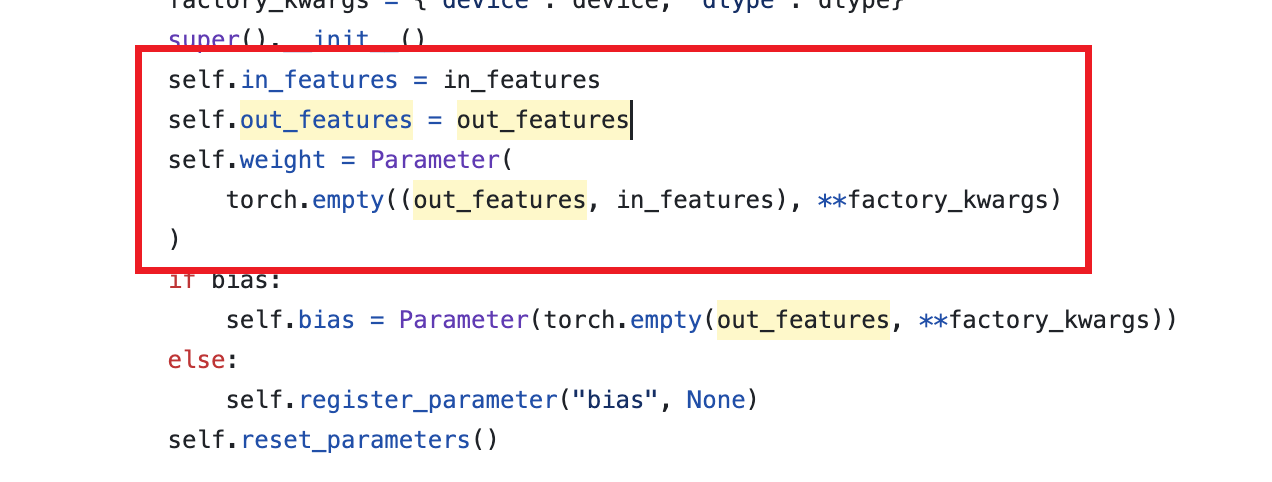 factory_kwargs = {"device": device, "dtype": dtype}
super().__init__()
self.in_features = in_features
self.out_features = out_features
self.weight = Parameter(
torch.empty((out_features, in_features), **factory_kwargs)
)
if bias:
self.bias = Parameter(torch.empty(out_features, **factory_kwargs))
else:
self.register_parameter("bias", None)
self.reset_parameters()